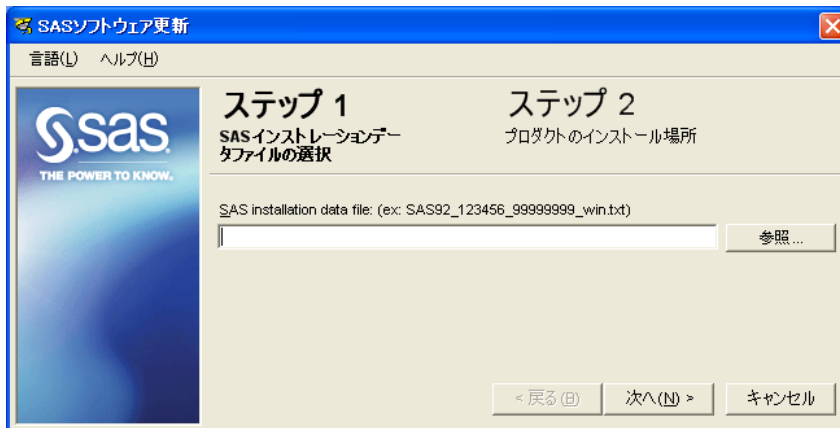 SASソフトウェア更新
言語(L) ヘルプ(H)
Ssas
THE POWER TO KNOW.
ステップ 1
SASインストレーションデー
タファイルの選択
ステップ 2
プロダクトのインストール場所
SAS installation data file: (ex: SAS92_123456_99999999_win.txt)
参照...
< 戻る(B)
次へ(N) >
キャンセル